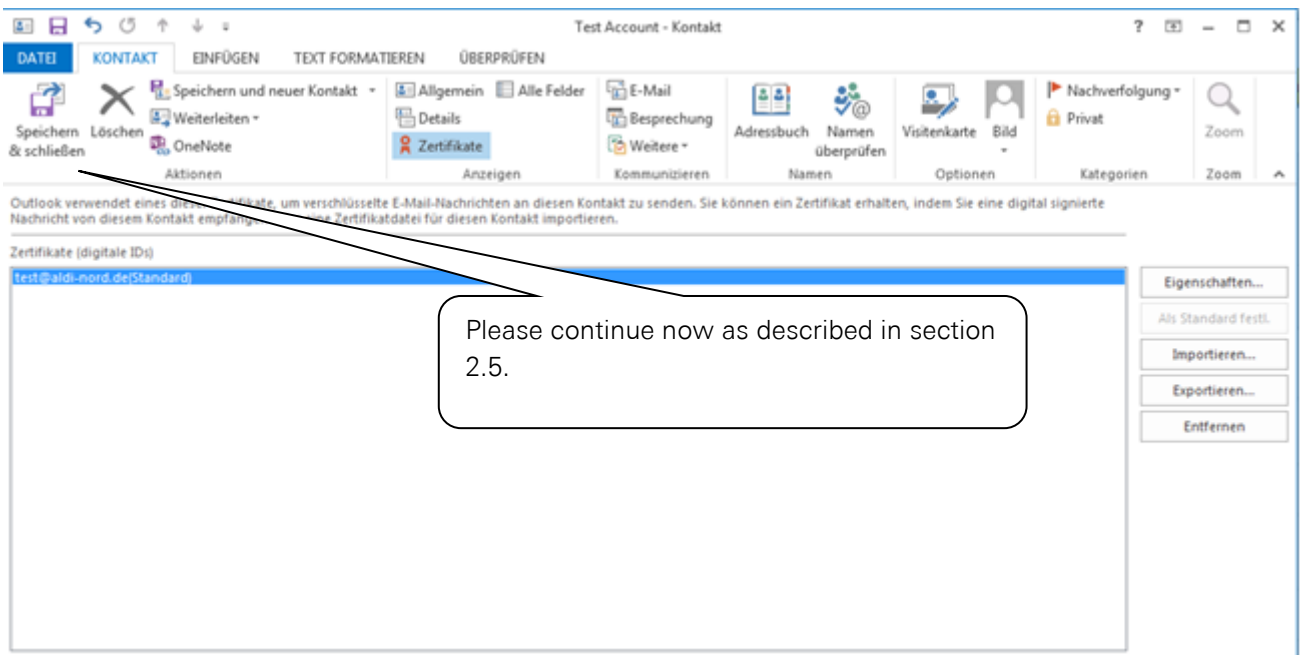 Test Account - Kontakt
DATEI KONTAKT EINFÜGEN TEXT FORMATIEREN ÜBERPRÜFEN
Speichern & schließen
Löschen
Speichern und neuer Kontakt
Weiterleiten
OneNote
Aktionen
Allgemein
Details
Zertifikate
Alle Felder
Anzeigen
E-Mail
Besprechung
Weitere
Kommunizieren
Adressbuch
Namen überprüfen
Namen
Visitenkarte
Bild
Optionen
Nachverfolgung
Privat
Kategorien
Zoom
Zoom
Outlook verwendet eines um verschlüsselte E-Mail-Nachrichten an diesen Kontakt zu senden. Sie können ein Zertifikat erhalten, indem Sie eine digital signierte
Nachricht von diesem Kontakt Zertifikatdatei für diesen Kontakt importieren.
Zertifikate (digitale IDs)
test@aldi-nord.de(Standard)
Please continue now as described in section
2.5.
Eigenschaften...
Als Standard festl.
Importieren...
Exportieren...
Entfernen